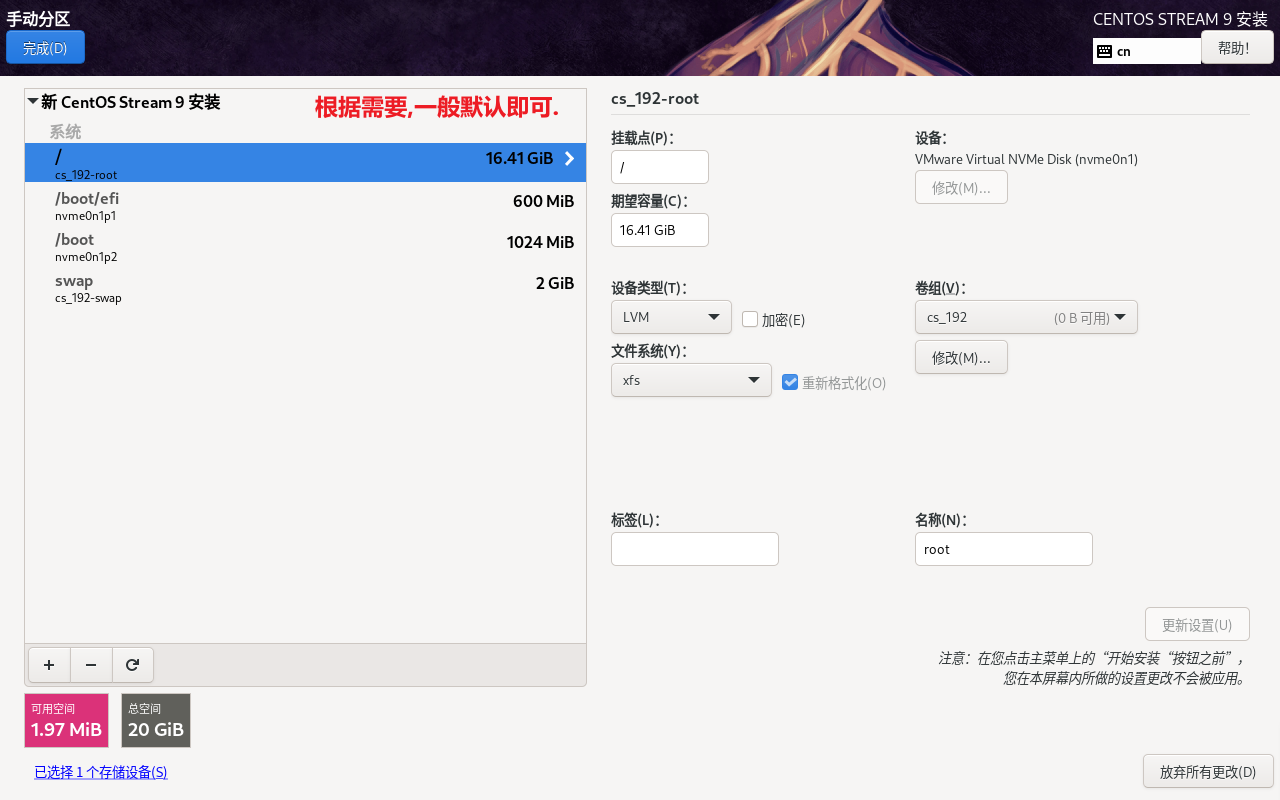 手动分区
CENTOS STREAM 9 安装
完成(D)
cn
帮助！
新 CentOS Stream 9 安装
根据需要,一般默认即可.
系统
/
16.41 GiB
cs_192-root
/boot/efi
600 MiB
nvme0n1p1
/boot
1024 MiB
nvme0n1p2
swap
2 GiB
cs_192-swap
可用空间
1.97 MiB
总空间
20 GiB
已选择 1 个存储设备(S)
cs_192-root
挂载点(P)：
/
设备：
VMware Virtual NVMe Disk (nvme0n1)
修改(M)...
期望容量(C)：
16.41 GiB
设备类型(T)：
LVM
加密(E)
卷组(V)：
cs_192 (0 B 可用)
修改(M)...
文件系统(Y)：
xfs
重新格式化(O)
标签(L)：
名称(N)：
root
更新设置(U)
注意：在您点击主菜单上的“开始安装“按钮之前”，
您在本屏幕内所做的设置更改不会被应用。
放弃所有更改(D)